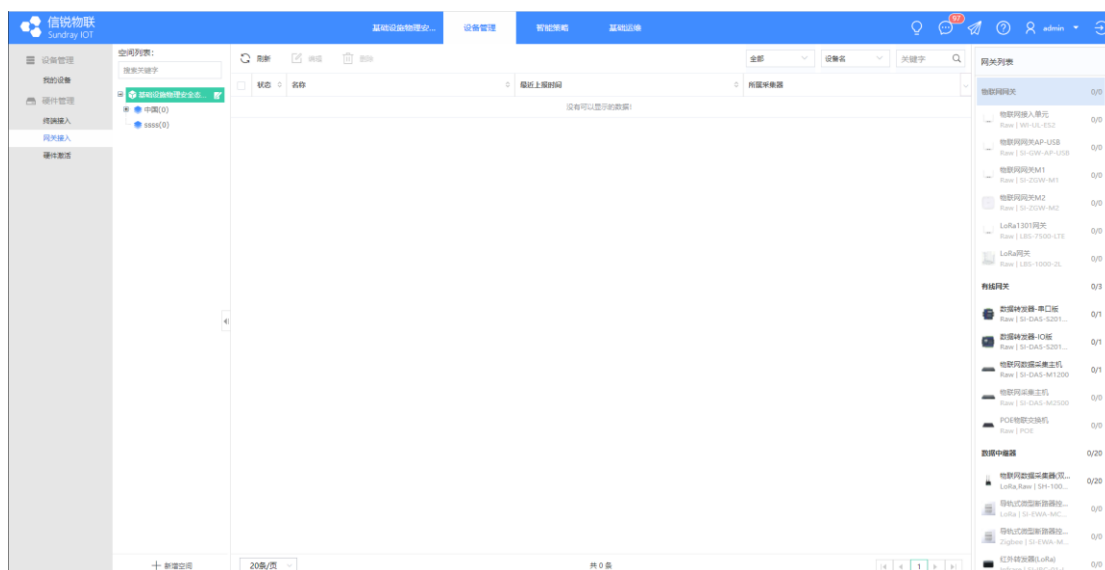 信锐物联
Sundray IOT
基础设施物理安...
设备管理
智能策略
基础运维
97
admin
设备管理
我的设备
硬件管理
终端接入
网关接入
硬件激活
空间列表:
搜索关键字
基础设施物理安全态...
中国(0)
ssss(0)
新增空间
刷新 编辑 删除
全部 设备名 关键字
状态 名称 最近上报时间 所属采集器
没有可以显示的数据!
20条/页 共 0 条 1
网关列表
物联网网关 0/0
物联网接入单元 0/0
Raw | WI-UL-E52
物联网网关AP-USB 0/0
Raw | SI-GW-AP-USB
物联网网关M1 0/0
Raw | SI-ZGW-M1
物联网网关M2 0/0
Raw | SI-ZGW-M2
LoRa1301网关 0/0
Raw | LBS-7500-LTE
LoRa网关 0/0
Raw | LBS-1000-2L
有线网关 0/3
数据转发器-串口版 0/1
Raw | SI-DAS-S201...
数据转发器-IO版 0/1
Raw | SI-DAS-S201...
物联网数据采集主机 0/1
Raw | SI-DAS-M1200
物联网采集主机 0/0
Raw | SI-DAS-M2500
POE物联交换机 0/0
Raw | POE
数据中继器 0/20
物联网数据采集器(双... 0/20
LoRa,Raw | SH-100...
导轨式微型断路器控... 0/0
LoRa | SI-EWA-MC...
导轨式微型断路器控... 0/0
Zigbee | SI-EWA-M...
红外转发器(LoRa) 0/0